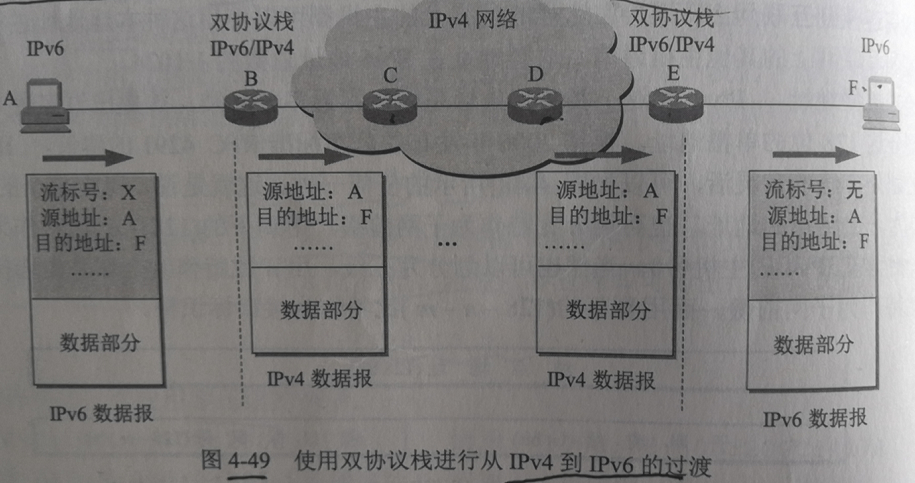 IPv4 网络
双协议栈
IPv6/IPv4
双协议栈
IPv6/IPv4
IPv6
IPv6
A
B
C
D
E
F
流标号：X
源地址：A
目的地址：F
……
数据部分
IPv6 数据报
源地址：A
目的地址：F
……
数据部分
IPv4 数据报
…
源地址：A
目的地址：F
……
数据部分
IPv4 数据报
流标号：无
源地址：A
目的地址：F
……
数据部分
IPv6 数据报
图 4-49 使用双协议栈进行从 IPv4 到 IPv6 的过渡